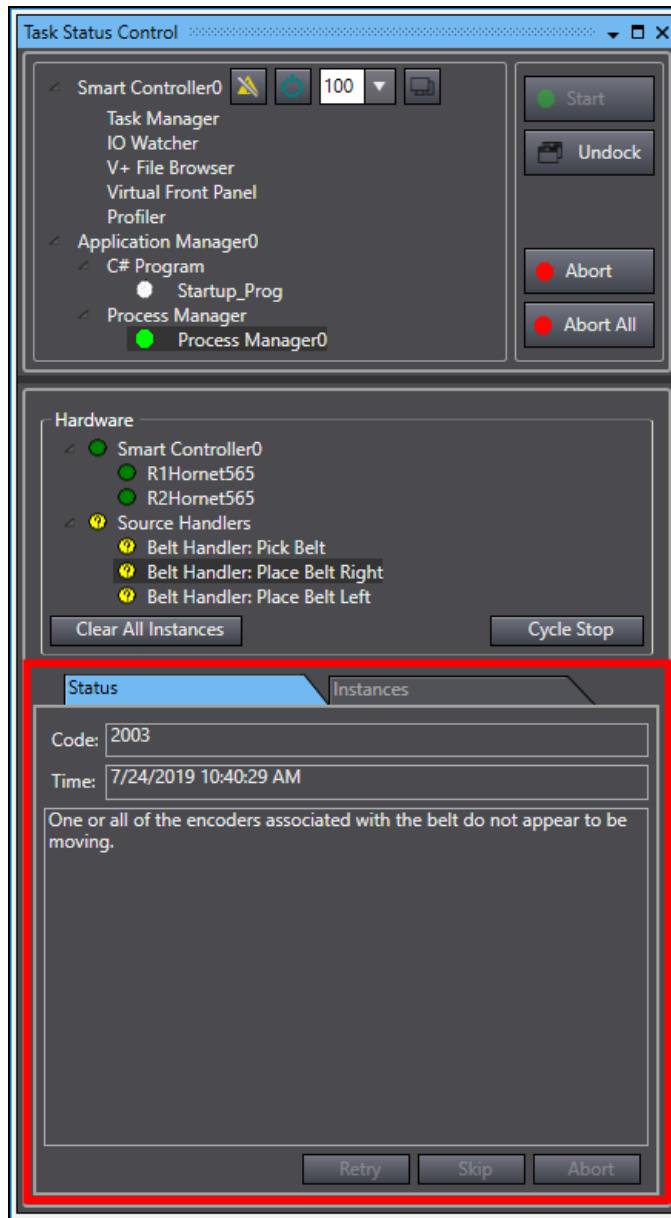 Task Status Control
Smart Controller0 100
Task Manager
IO Watcher
V+ File Browser
Virtual Front Panel
Profiler
Application Manager0
C# Program
Startup_Prog
Process Manager
Process Manager0
Start
Undock
Abort
Abort All
Hardware
Smart Controller0
R1Hornet565
R2Hornet565
Source Handlers
Belt Handler: Pick Belt
Belt Handler: Place Belt Right
Belt Handler: Place Belt Left
Clear All Instances
Cycle Stop
Status
Instances
Code: 2003
Time: 7/24/2019 10:40:29 AM
One or all of the encoders associated with the belt do not appear to be
moving.
Retry
Skip
Abort